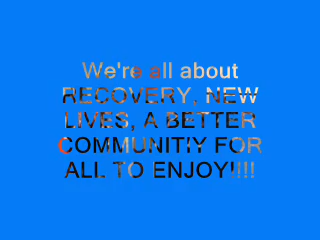 We're all about
RECOVERY, NEW
LIVES, A BETTER
COMMUNITIY FOR
ALL TO ENJOY!!!!